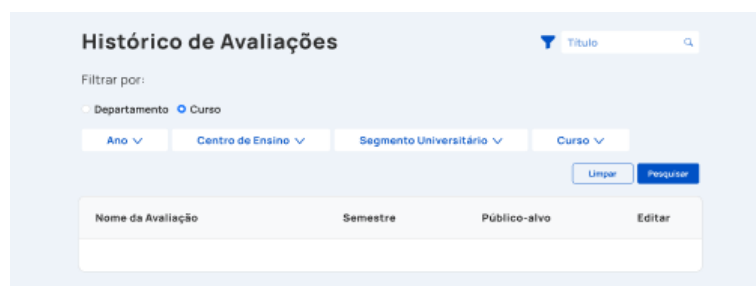 Histórico de Avaliações
Título
Filtrar por:
Departamento Curso
Ano Centro de Ensino Segmento Universitário Curso
Limpar Pesquisar
Nome da Avaliação Semestre Público-alvo Editar